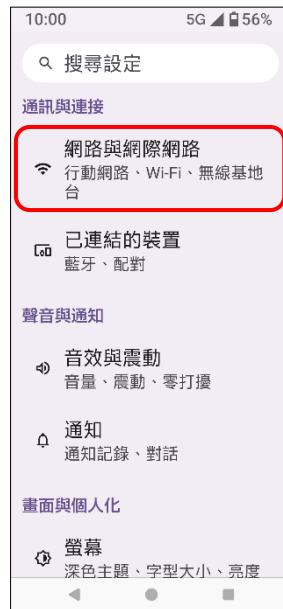 10:00 5G 56%
搜尋設定
通訊與連接
網路與網際網路
行動網路、Wi-Fi、無線基地
台
已連結的裝置
藍牙、配對
聲音與通知
音效與震動
音量、震動、零打擾
通知
通知記錄、對話
畫面與個人化
螢幕
深色主題、字型大小、亮度